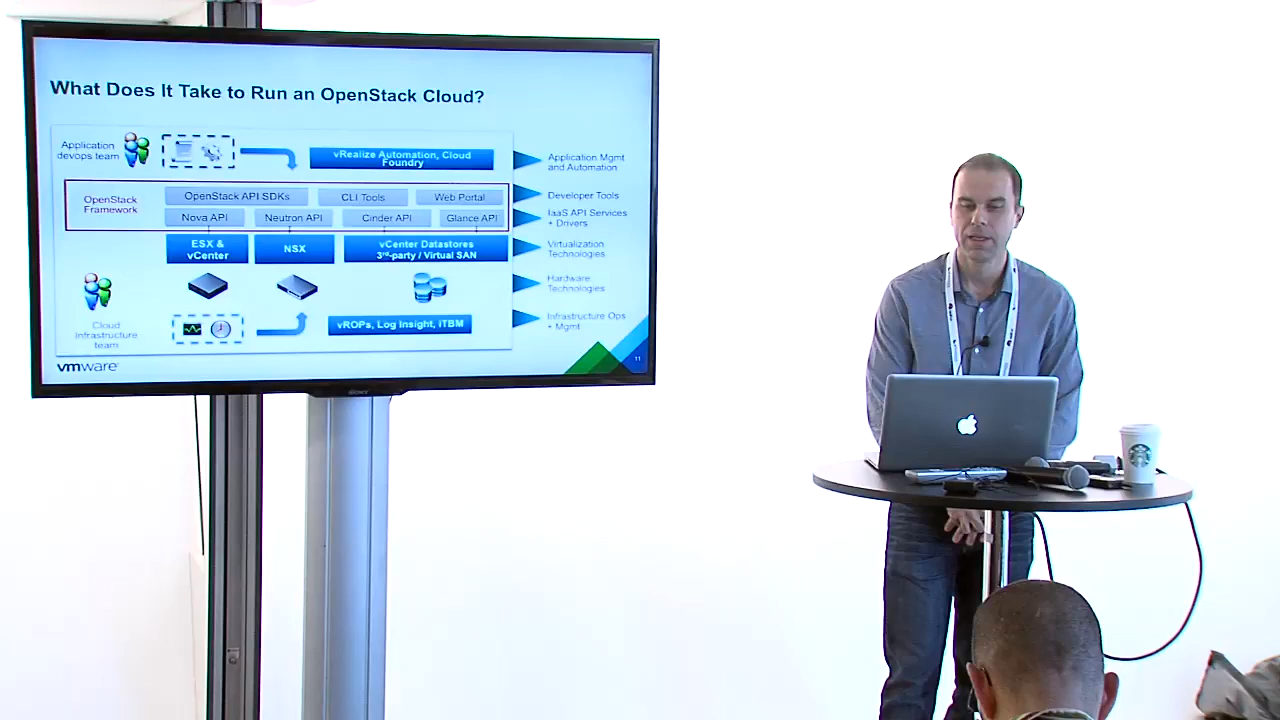 What Does It Take to Run an OpenStack Cloud?
Application
devops team
vRealize Automation, Cloud
Foundry
Application Mgmt
and Automation
OpenStack
Framework
OpenStack API SDKs
CLI Tools
Web Portal
Developer Tools
Nova API
Neutron API
Cinder API
Glance API
IaaS API Services
+ Drivers
ESX &
vCenter
NSX
vCenter Datastores
3rd-party / Virtual SAN
Virtualization
Technologies
Hardware
Technologies
Cloud
Infrastructure
team
vROPs, Log Insight, ITBM
Infrastructure Ops
+ Mgmt
vmware
11
SONY